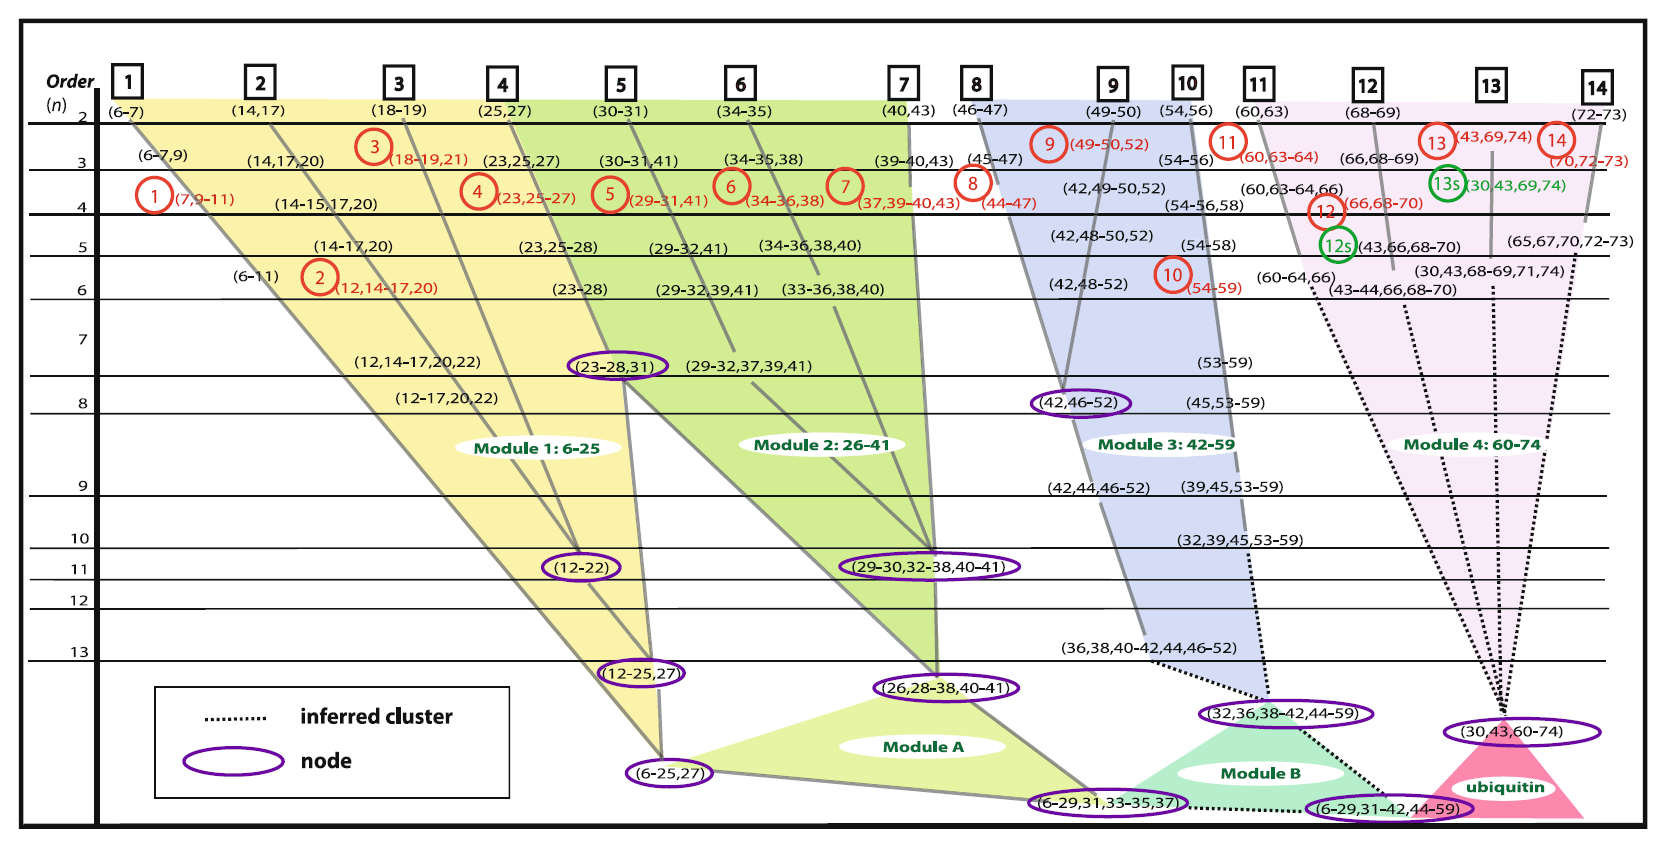 Order 1 2 3 4 5 6 7 8 9 10 11 12 13 14
(n)
2 (6-7) (14,17) (18-19) (25,27) (30-31) (34-35) (40,43) (46-47) (49-50) (54,56) (60,63) (68-69) (72-73)
3 11 13 (43,69,74) 14
9 (49-50,52)
(6-7,9) (14,17,20) (18-19,21) (23,25,27) (30-31,41) (34-35,38) (39-40,43) (45-47) (54-56) (60,63-64) (66,68-69) (70,72-73)
3 8 13s (30,43,69,74)
1 (7,9-11) 4 (23,25-27) 5 (29-31,41) 6 (34-36,38) 7 (37,39-40,43) (44-47) (42,49-50,52) (60,63-64,66)
(14-15,17,20) (54-56,58) 12 (66,68-70)
4
(14-17,20) (23,25-28) (29-32,41) (34-36,38,40) (42,48-50,52) (54-58) 12s (43,66,68-70) (65,67,70,72-73)
5
(6-11) 2 (12,14-17,20) (23-28) (29-32,39,41) (33-36,38,40) (42,48-52) 10 (54-59) (60-64,66) (43-44,66,68-70) (30,43,68-69,71,74)
6
7
(12,14-17,20,22) (23-28,31) (29-32,37,39,41) (53-59)
8 (12-17,20,22) (42,46-52) (45,53-59)
Module 1: 6-25 Module 2: 26-41 Module 3: 42-59 Module 4: 60-74
9 (42,44,46-52) (39,45,53-59)
10 (32,39,45,53-59)
11 (12-22) (29-30,32-38,40-41)
12
13 (36,38,40-42,44,46-52)
(12-25,27) (26,28-38,40-41)
inferred cluster (32,36,38-42,44-59)
(30,43,60-74)
Module A
node (6-25,27) Module B
ubiquitin
(6-29,31,33-35,37) (6-29,31-42,44-59)